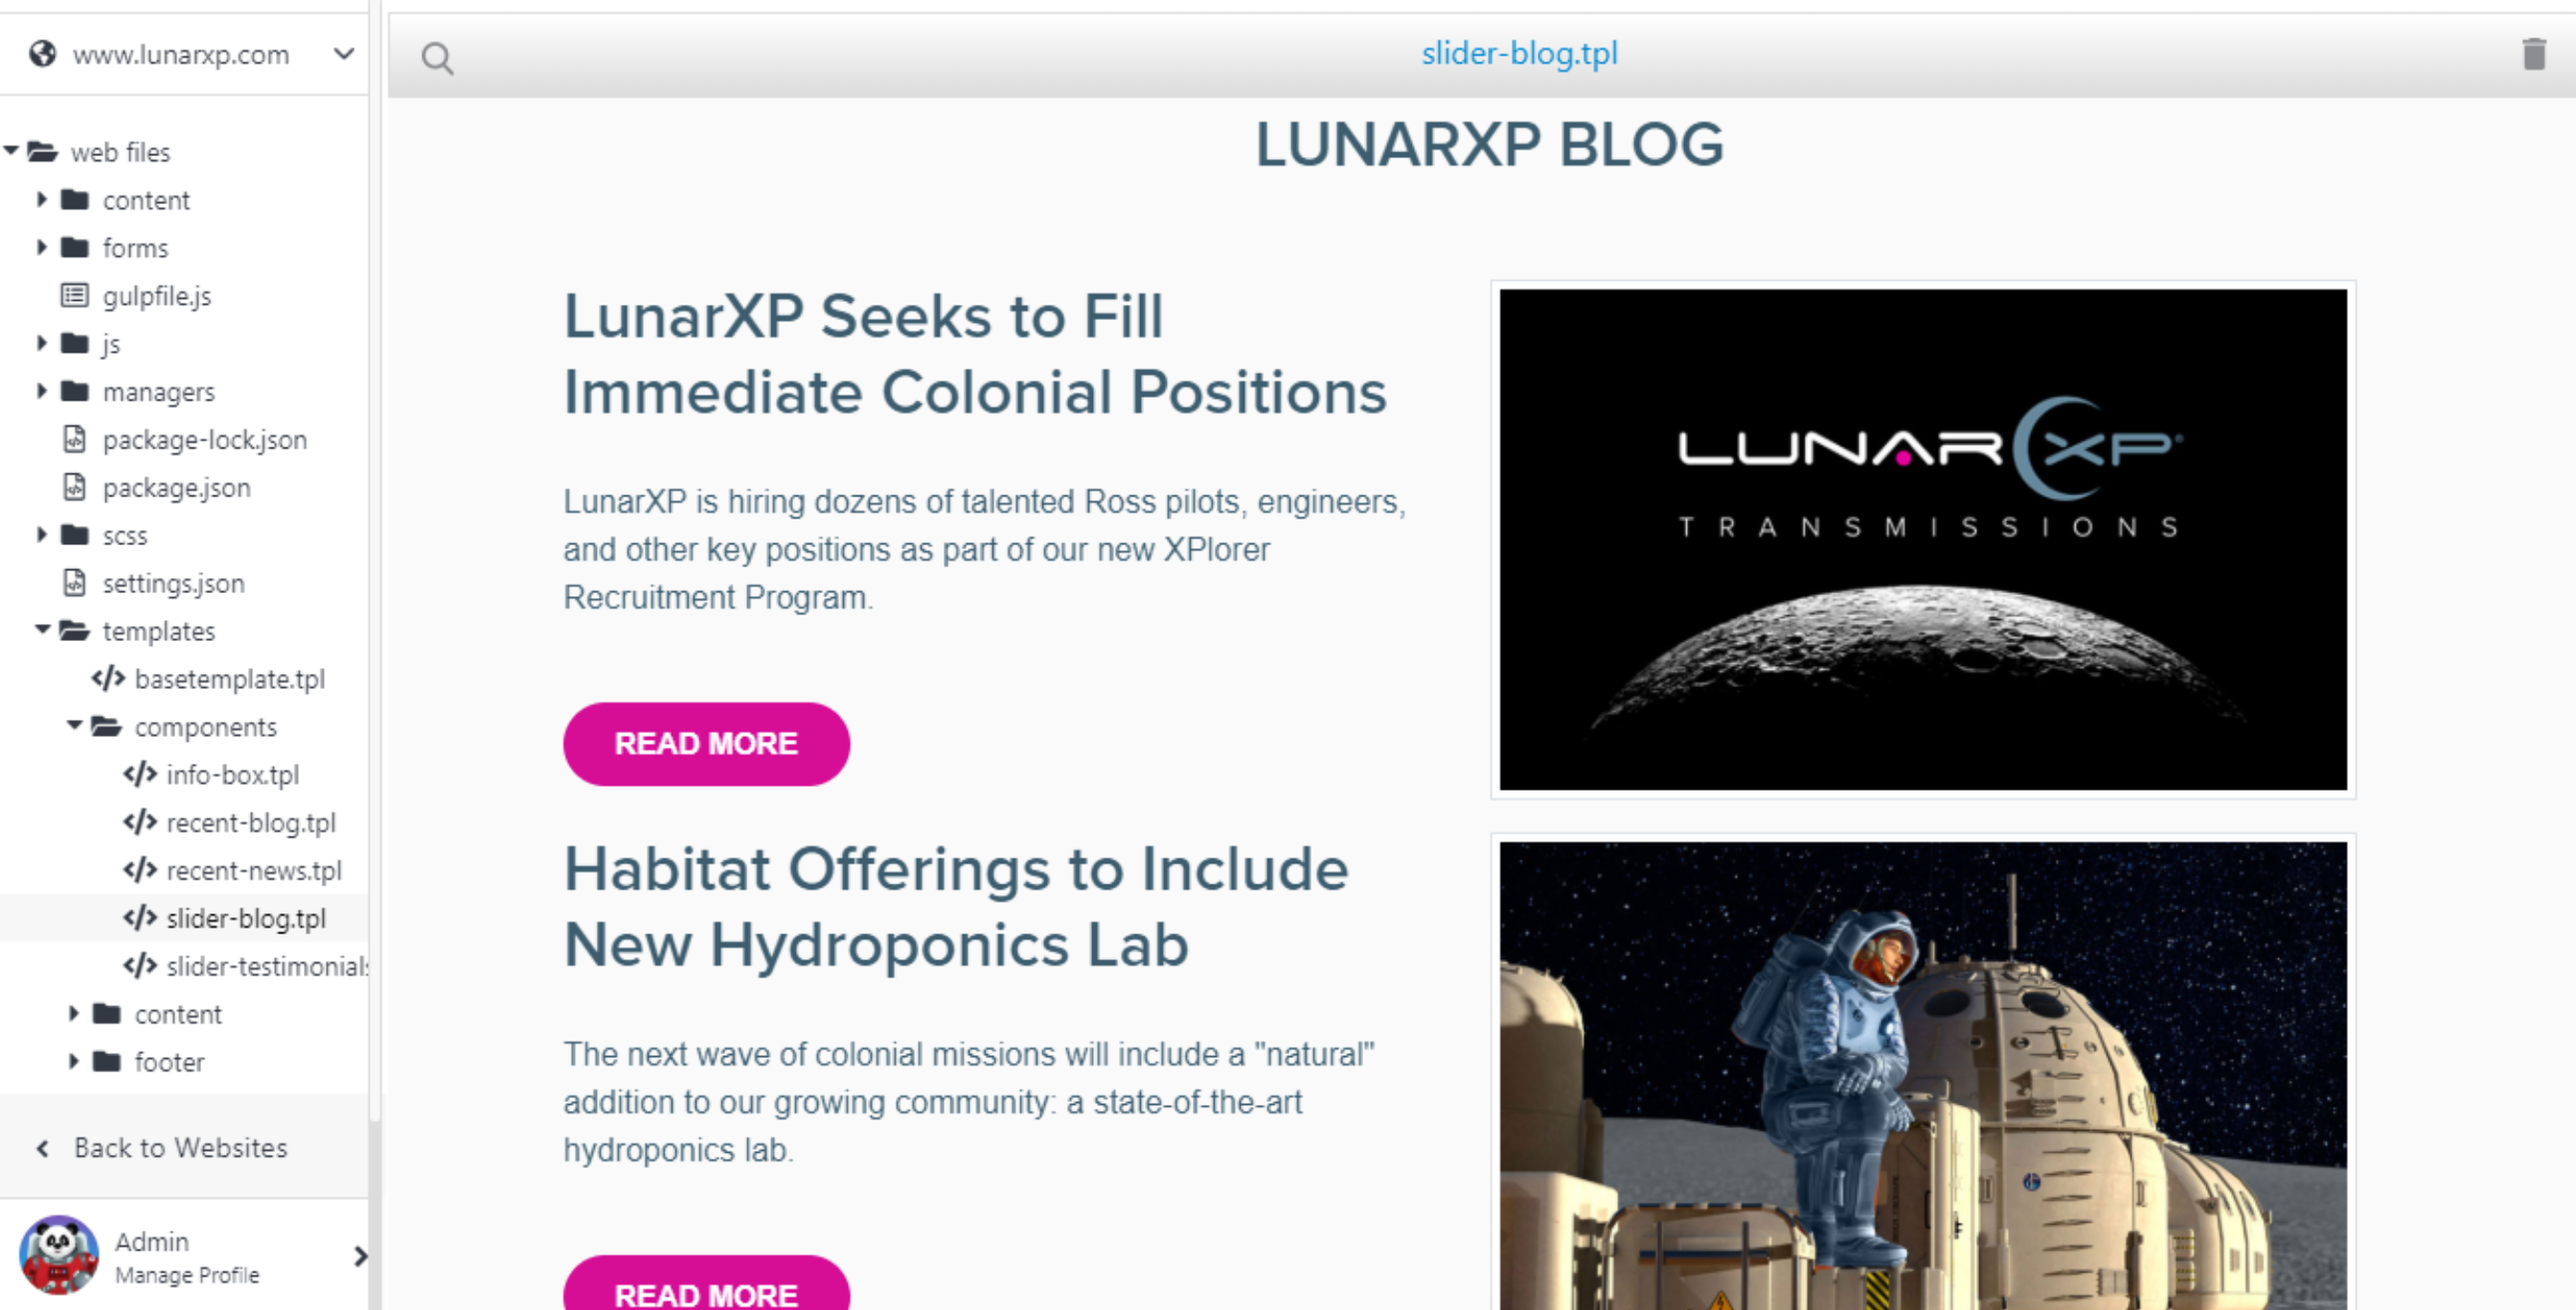 www.lunarxp.com
web files
content
forms
gulpfile.js
js
managers
package-lock.json
package.json
scss
settings.json
templates
basetemplate.tpl
components
info-box.tpl
recent-blog.tpl
recent-news.tpl
slider-blog.tpl
slider-testimonials
content
footer
Back to Websites
Admin
Manage Profile
slider-blog.tpl
LUNARXP BLOG
LunarXP Seeks to Fill
Immediate Colonial Positions
LunarXP is hiring dozens of talented Ross pilots, engineers,
and other key positions as part of our new XPlorer
Recruitment Program.
READ MORE
LUNAR XP
TRANSMISSIONS
Habitat Offerings to Include
New Hydroponics Lab
The next wave of colonial missions will include a "natural"
addition to our growing community: a state-of-the-art
hydroponics lab.
READ MORE